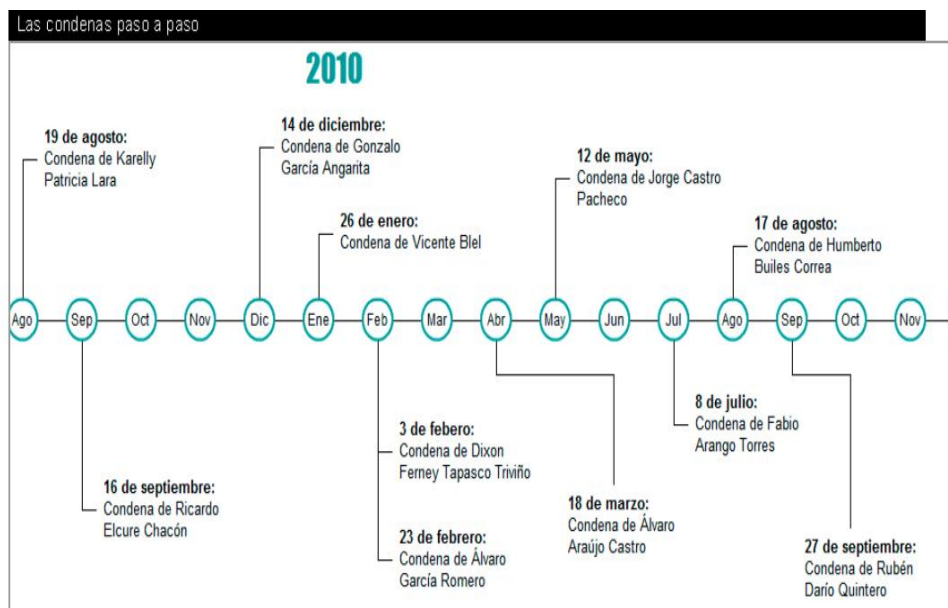 Las condenas paso a paso
2010
19 de agosto:
Condena de Karelly
Patricia Lara
14 de diciembre:
Condena de Gonzalo
García Angarita
26 de enero:
Condena de Vicente Blel
12 de mayo:
Condena de Jorge Castro
Pacheco
17 de agosto:
Condena de Humberto
Builes Correa
Ago Sep Oct Nov Dic Ene Feb Mar Abr May Jun Jul Ago Sep Oct Nov
16 de septiembre:
Condena de Ricardo
Elcure Chacón
3 de febero:
Condena de Dixon
Ferney Tapasco Triviño
23 de febrero:
Condena de Álvaro
García Romero
18 de marzo:
Condena de Álvaro
Araújo Castro
8 de julio:
Condena de Fabio
Arango Torres
27 de septiembre:
Condena de Rubén
Darío Quintero